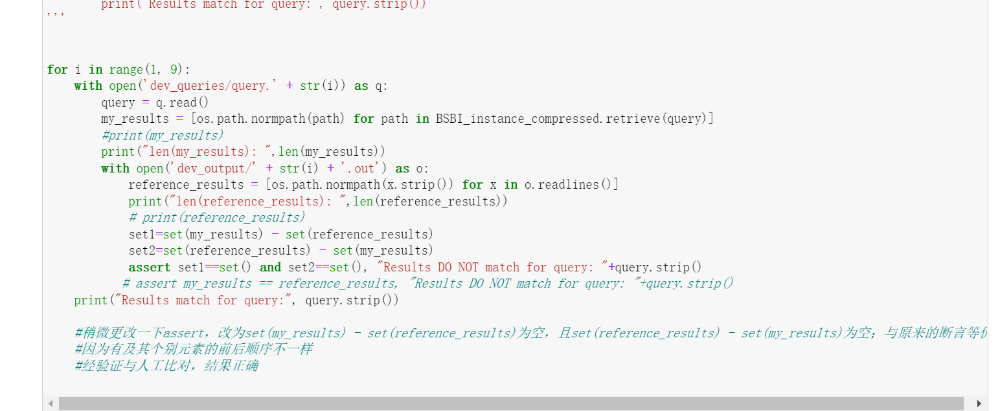 print( Results match for query: , query.strip())
'''
for i in range(1, 9):
with open('dev_queries/query.' + str(i)) as q:
query = q.read()
my_results = [os.path.normpath(path) for path in BSBI_instance_compressed.retrieve(query)]
#print(my_results)
print("len(my_results): ",len(my_results))
with open('dev_output/' + str(i) + '.out') as o:
reference_results = [os.path.normpath(x.strip()) for x in o.readlines()]
print("len(reference_results): ",len(reference_results))
# print(reference_results)
set1=set(my_results) - set(reference_results)
set2=set(reference_results) - set(my_results)
assert set1==set() and set2==set(), "Results DO NOT match for query: "+query.strip()
# assert my_results == reference_results, "Results DO NOT match for query: "+query.strip()
print("Results match for query:", query.strip())
#稍微更改一下assert，改为set(my_results) - set(reference_results)为空，且set(reference_results) - set(my_results)为空；与原来的断言等
#因为有及其个别元素的前后顺序不一样
#经验证与人工比对，结果正确